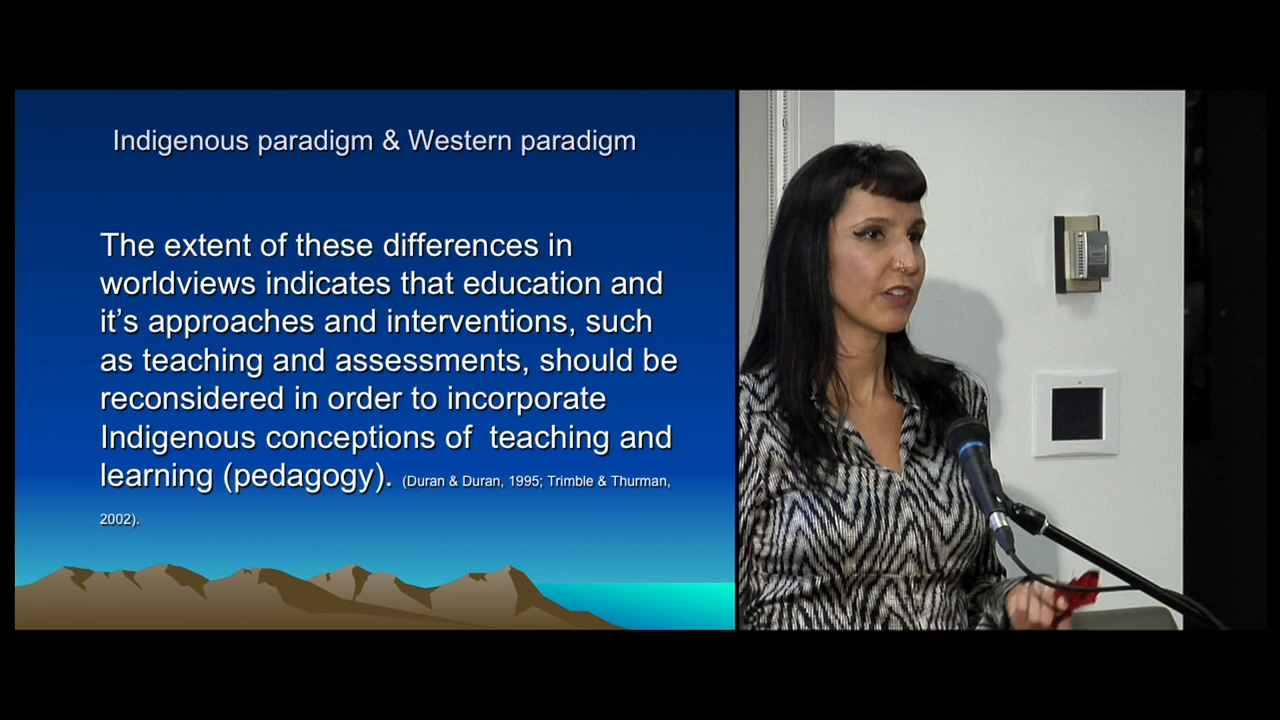 Indigenous paradigm & Western paradigm
The extent of these differences in
worldviews indicates that education and
it’s approaches and interventions, such
as teaching and assessments, should be
reconsidered in order to incorporate
Indigenous conceptions of  teaching and
learning (pedagogy). (Duran & Duran, 1995; Trimble & Thurman,
2002).